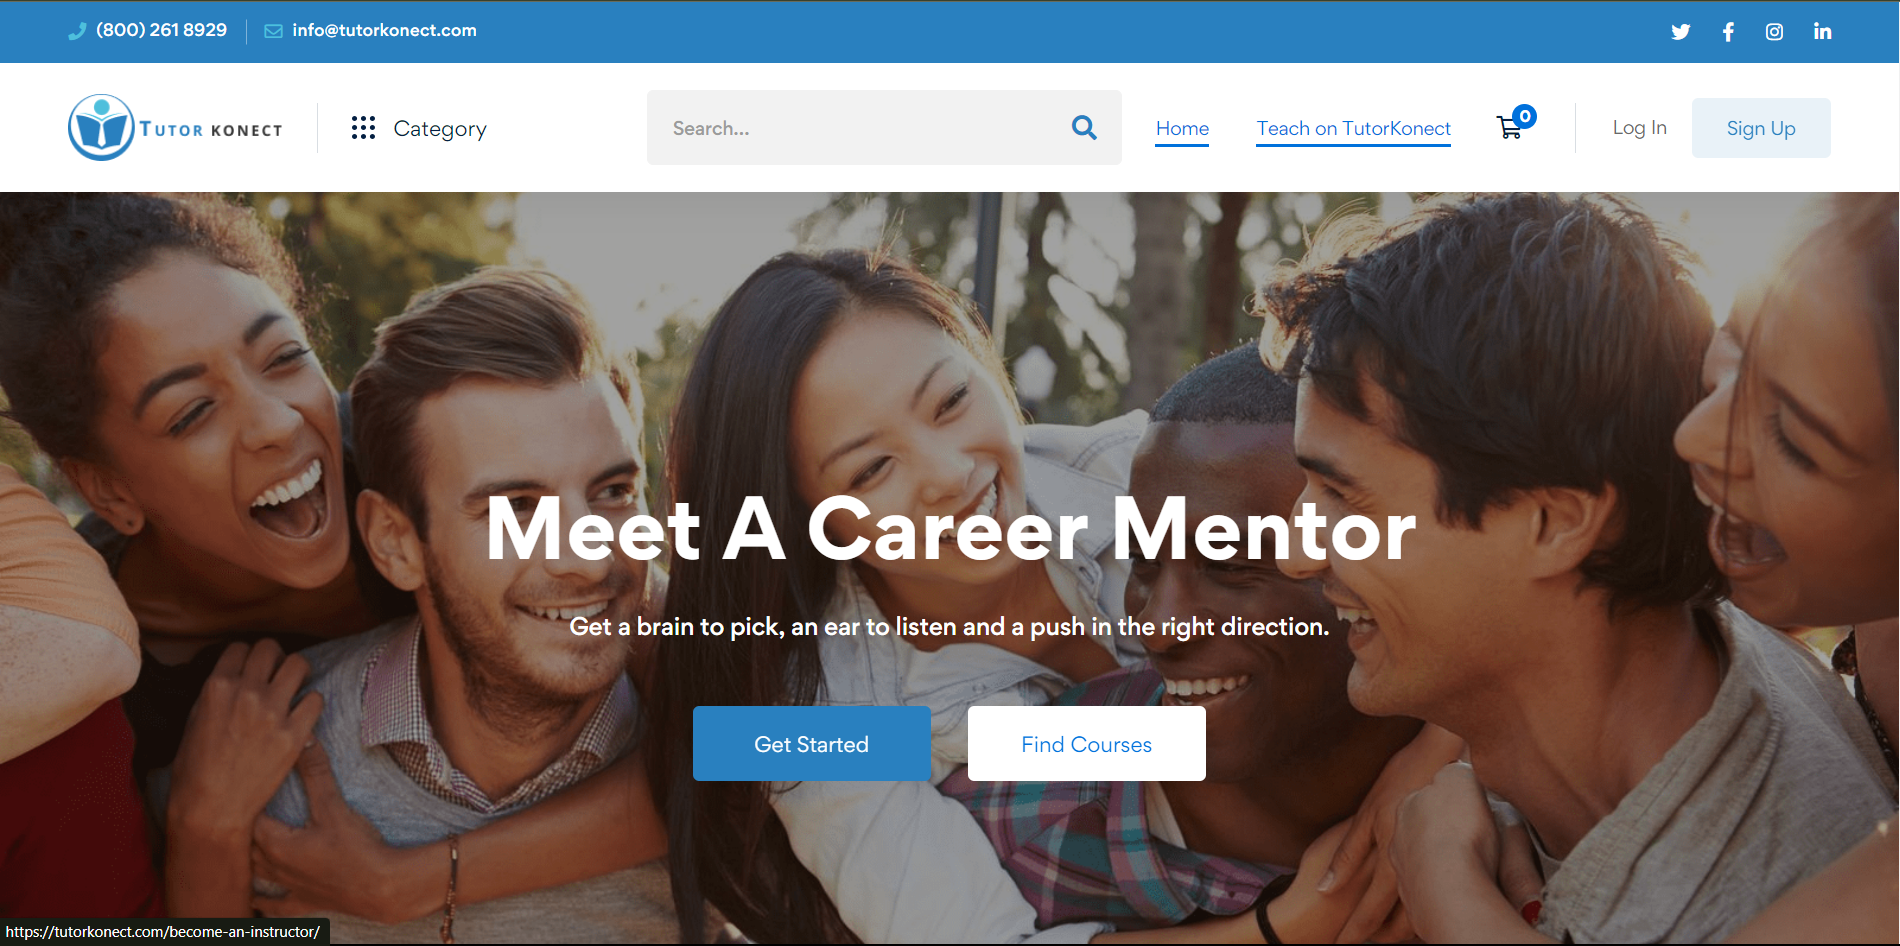 (800) 261 8929
info@tutorkonect.com
TUTOR KONECT
Category
Search...
Home
Teach on TutorKonect
0
Log In
Sign Up
Meet A Career Mentor
Get a brain to pick, an ear to listen and a push in the right direction.
Get Started
Find Courses
https://tutorkonect.com/become-an-instructor/